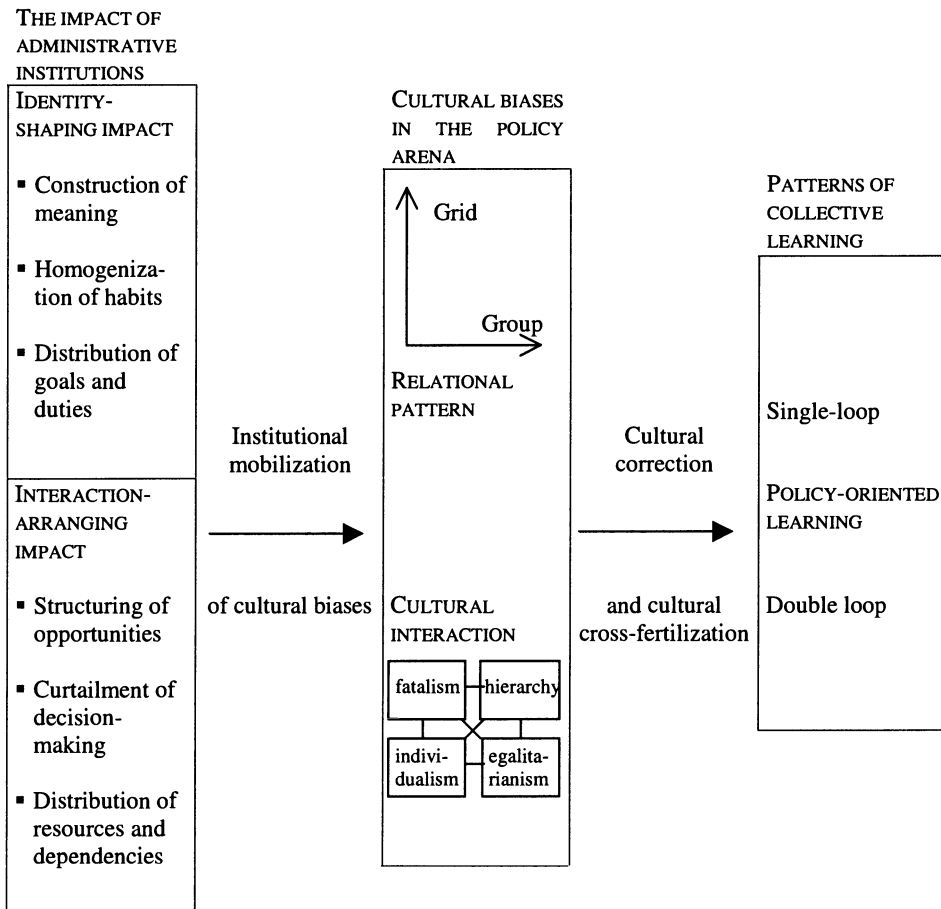 THE IMPACT OF
ADMINISTRATIVE
INSTITUTIONS
IDENTITY-
SHAPING IMPACT
▪ Construction of
meaning
▪ Homogeniza-
tion of habits
▪ Distribution of
goals and
duties
INTERACTION-
ARRANGING
IMPACT
▪ Structuring of
opportunities
▪ Curtailment of
decision-
making
▪ Distribution of
resources and
dependencies
Institutional
mobilization
of cultural biases
CULTURAL BIASES
IN THE POLICY
ARENA
Grid
Group
RELATIONAL
PATTERN
CULTURAL
INTERACTION
fatalism
hierarchy
indivi-
dualism
egalita-
rianism
Cultural
correction
and cultural
cross-fertilization
PATTERNS OF
COLLECTIVE
LEARNING
Single-loop
POLICY-ORIENTED
LEARNING
Double loop